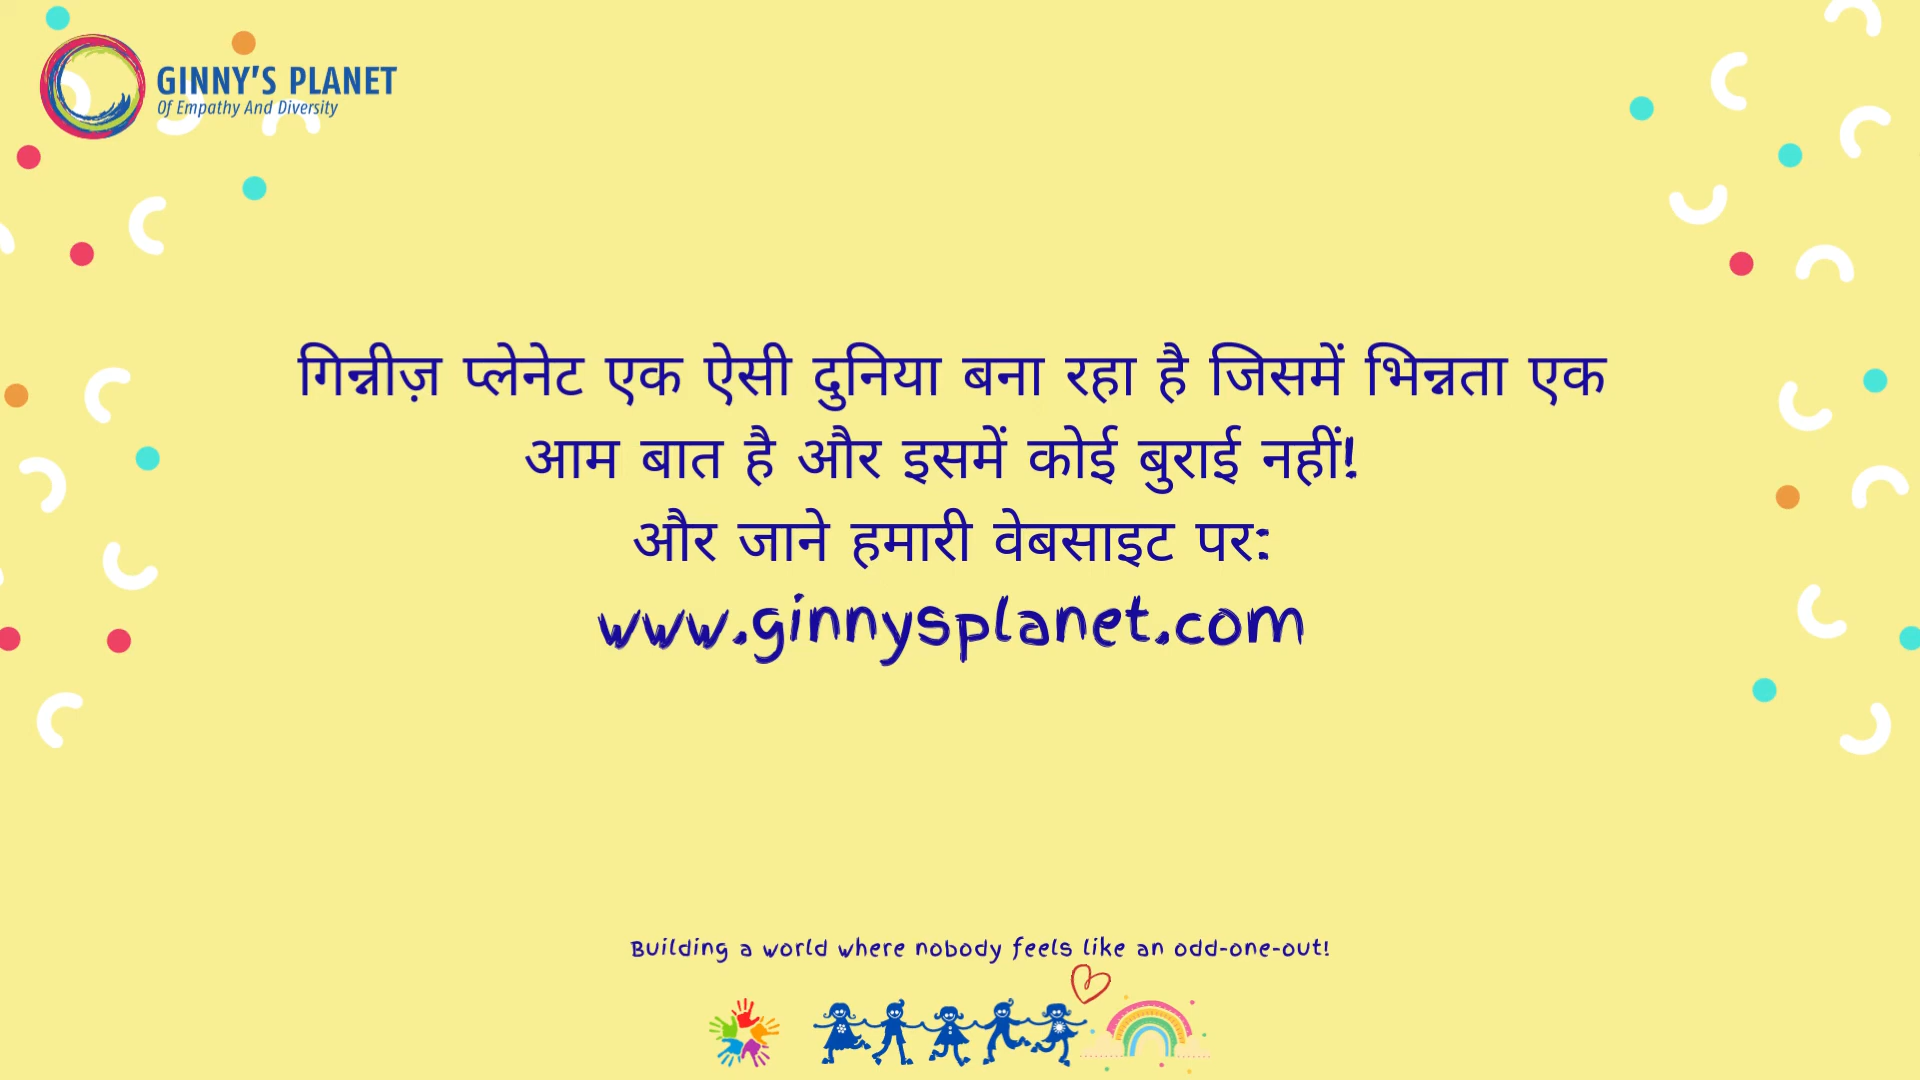 GINNY'S PLANET
Of Empathy And Diversity
गिन्नीज़ प्लेनेट एक ऐसी दुनिया बना रहा है जिसमें भिन्नता एक
आम बात है और इसमें कोई बुराई नहीं!
और जाने हमारी वेबसाइट पर:
www.ginnysplanet.com
Building a world where nobody feels like an odd-one-out!